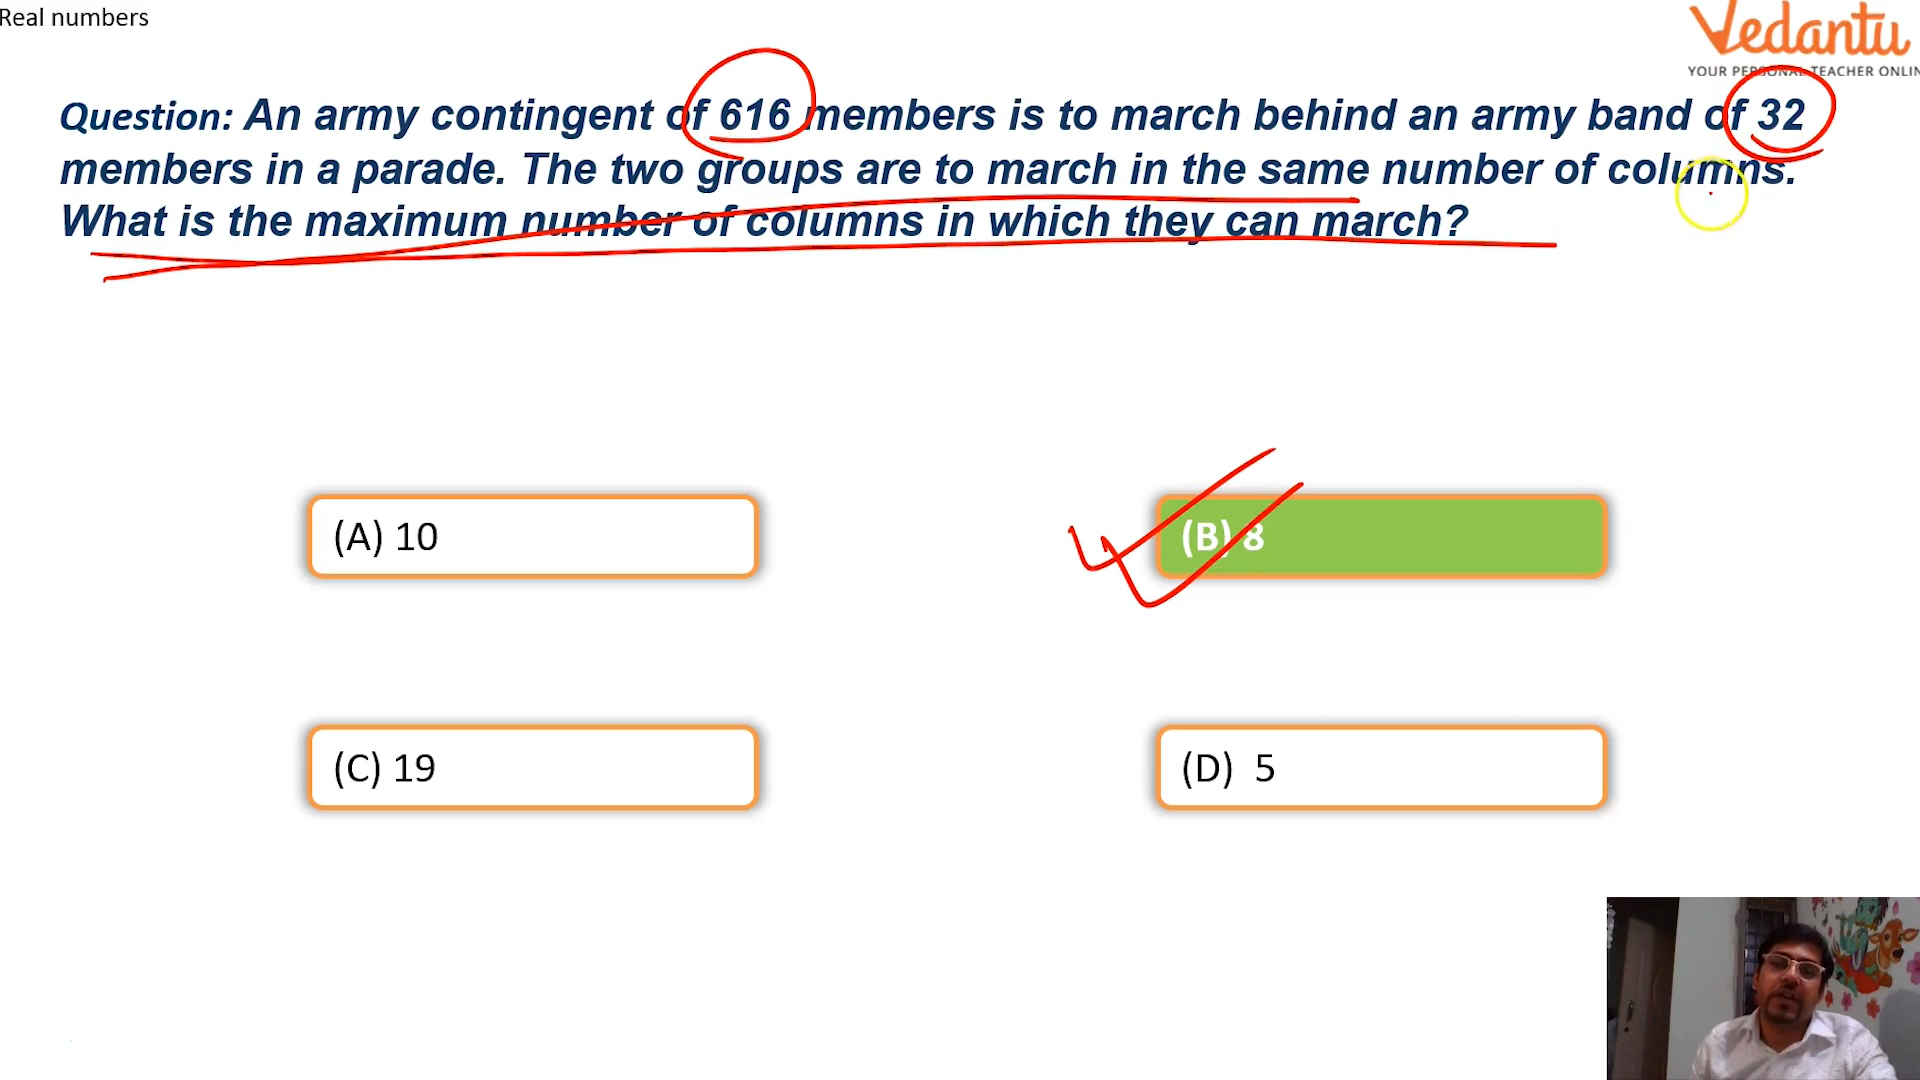 Real numbers
Vedantu
YOUR PERSONAL TEACHER ONLIN
Question: An army contingent of 616 members is to march behind an army band of 32
members in a parade. The two groups are to march in the same number of columns.
What is the maximum number of columns in which they can march?
(A) 10
(B) 8
(C) 19
(D) 5